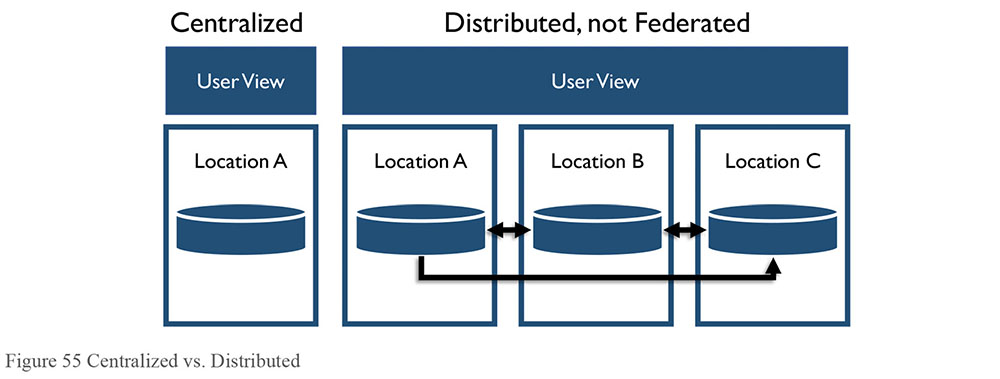 Centralized
Distributed, not Federated
User View
User View
Location A
Location A
Location B
Location C
Figure 55 Centralized vs. Distributed